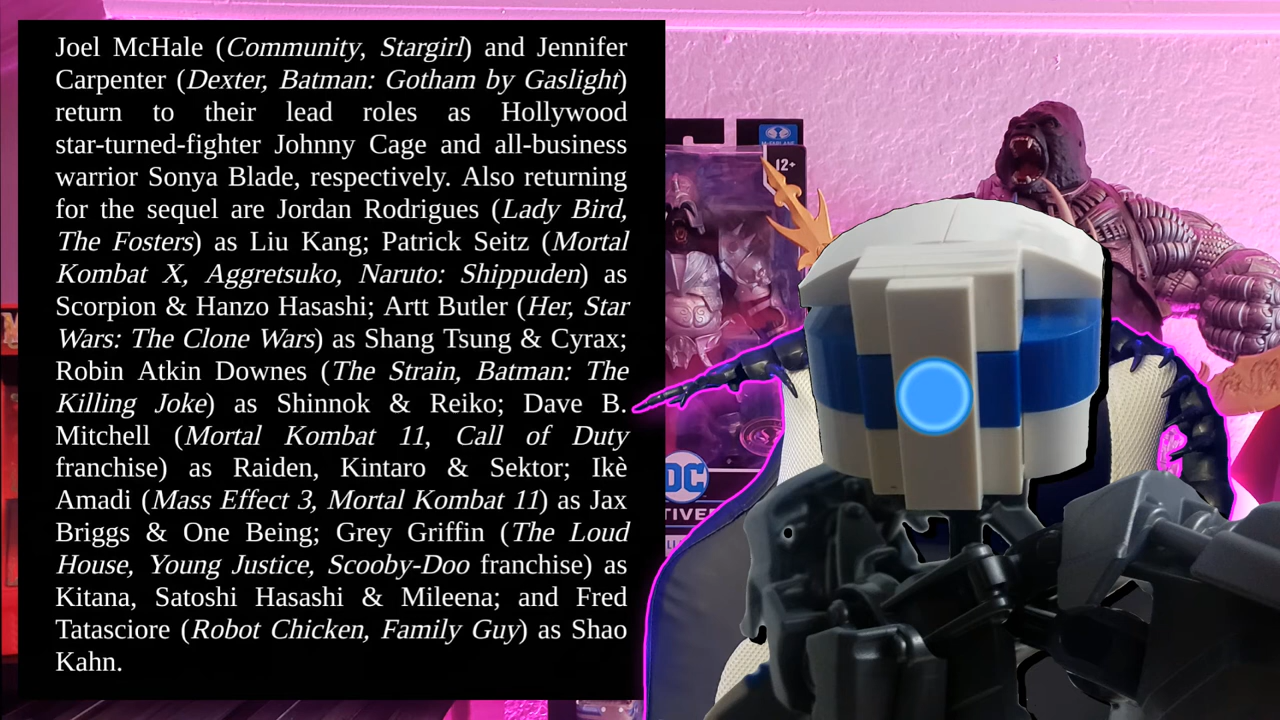 Joel McHale (Community, Stargirl) and Jennifer
Carpenter (Dexter, Batman: Gotham by Gaslight)
return to their lead roles as Hollywood
star-turned-fighter Johnny Cage and all-business
warrior Sonya Blade, respectively. Also returning
for the sequel are Jordan Rodrigues (Lady Bird,
The Fosters) as Liu Kang; Patrick Seitz (Mortal
Kombat X, Aggretsuko, Naruto: Shippuden) as
Scorpion & Hanzo Hasashi; Artt Butler (Her, Star
Wars: The Clone Wars) as Shang Tsung & Cyrax;
Robin Atkin Downes (The Strain, Batman: The
Killing Joke) as Shinnok & Reiko; Dave B.
Mitchell (Mortal Kombat 11, Call of Duty
franchise) as Raiden, Kintaro & Sektor; Ikè
Amadi (Mass Effect 3, Mortal Kombat 11) as Jax
Briggs & One Being; Grey Griffin (The Loud
House, Young Justice, Scooby-Doo franchise) as
Kitana, Satoshi Hasashi & Mileena; and Fred
Tatasciore (Robot Chicken, Family Guy) as Shao
Kahn.
12+
DC